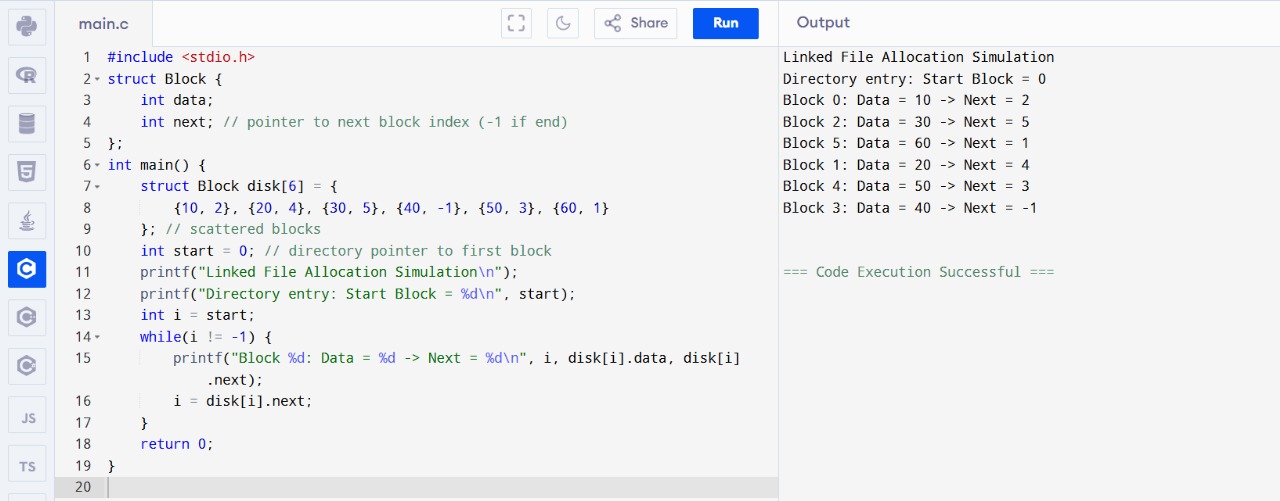 main.c
Share
Run
Output
1 #include <stdio.h>
2 struct Block {
3 int data;
4 int next; // pointer to next block index (-1 if end)
5 };
6 int main() {
7 struct Block disk[6] = {
8 {10, 2}, {20, 4}, {30, 5}, {40, -1}, {50, 3}, {60, 1}
9 }; // scattered blocks
10 int start = 0; // directory pointer to first block
11 printf("Linked File Allocation Simulation\n");
12 printf("Directory entry: Start Block = %d\n", start);
13 int i = start;
14 while(i != -1) {
15 printf("Block %d: Data = %d -> Next = %d\n", i, disk[i].data, disk[i]
.next);
16 i = disk[i].next;
17 }
18 return 0;
19 }
20
Linked File Allocation Simulation
Directory entry: Start Block = 0
Block 0: Data = 10 -> Next = 2
Block 2: Data = 30 -> Next = 5
Block 5: Data = 60 -> Next = 1
Block 1: Data = 20 -> Next = 4
Block 4: Data = 50 -> Next = 3
Block 3: Data = 40 -> Next = -1
=== Code Execution Successful ===
R
5
C
C
C
JS
TS